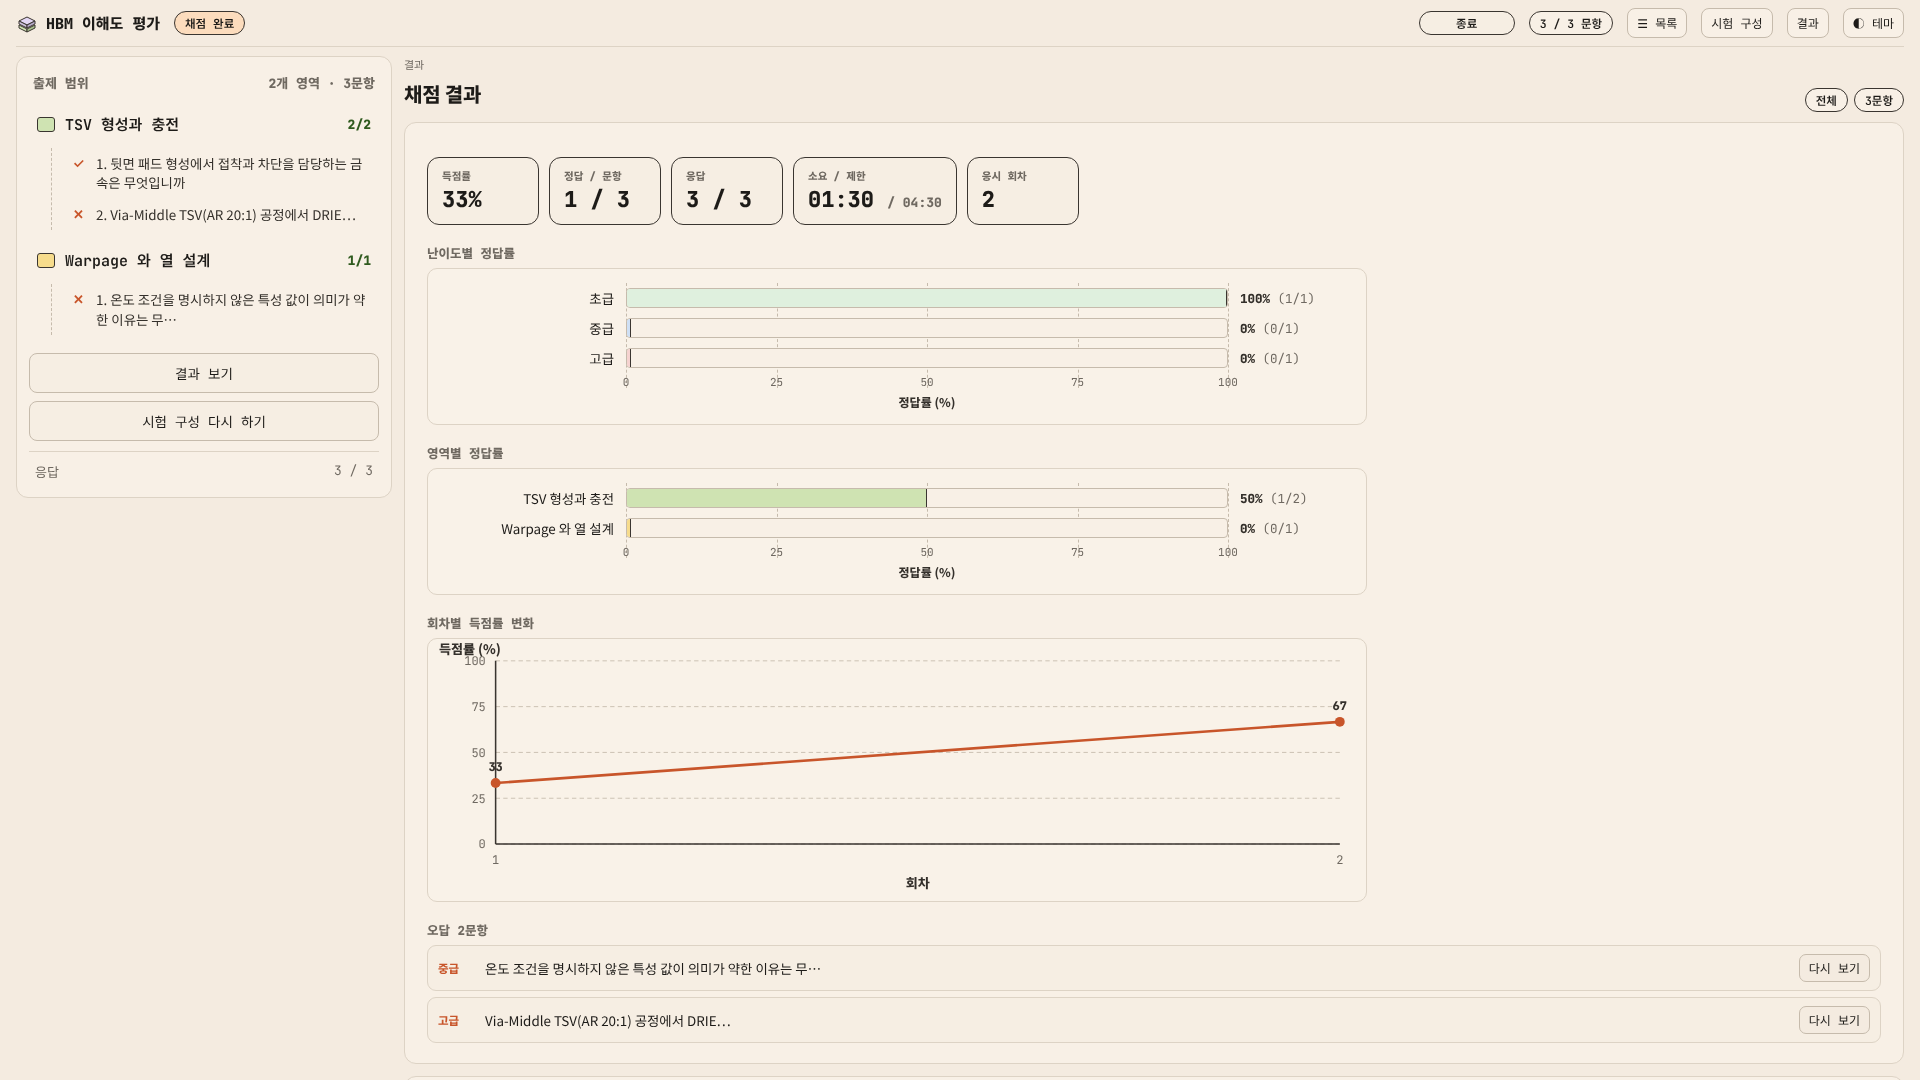 HBM 이해도 평가
채점 완료
종료
3 / 3 문항
☰ 목록
시험 구성
결과
테마
출제 범위
2개 영역 · 3문항
TSV 형성과 충전
2/2
1. 뒷면 패드 형성에서 접착과 차단을 담당하는 금
속은 무엇입니까
2. Via-Middle TSV(AR 20:1) 공정에서 DRIE…
Warpage 와 열 설계
1/1
1. 온도 조건을 명시하지 않은 특성 값이 의미가 약
한 이유는 무…
결과 보기
시험 구성 다시 하기
응답
3 / 3
결과
채점 결과
전체
3문항
득점률
33%
정답 / 문항
1 / 3
응답
3 / 3
소요 / 제한
01:30 / 04:30
응시 회차
2
난이도별 정답률
초급
100% (1/1)
중급
0% (0/1)
고급
0% (0/1)
0 25 50 75 100
정답률 (%)
영역별 정답률
TSV 형성과 충전
50% (1/2)
Warpage 와 열 설계
0% (0/1)
0 25 50 75 100
정답률 (%)
회차별 득점률 변화
득점률 (%)
100
75
67
50
33
25
0
1 2
회차
오답 2문항
중급
온도 조건을 명시하지 않은 특성 값이 의미가 약한 이유는 무…
다시 보기
고급
Via-Middle TSV(AR 20:1) 공정에서 DRIE…
다시 보기